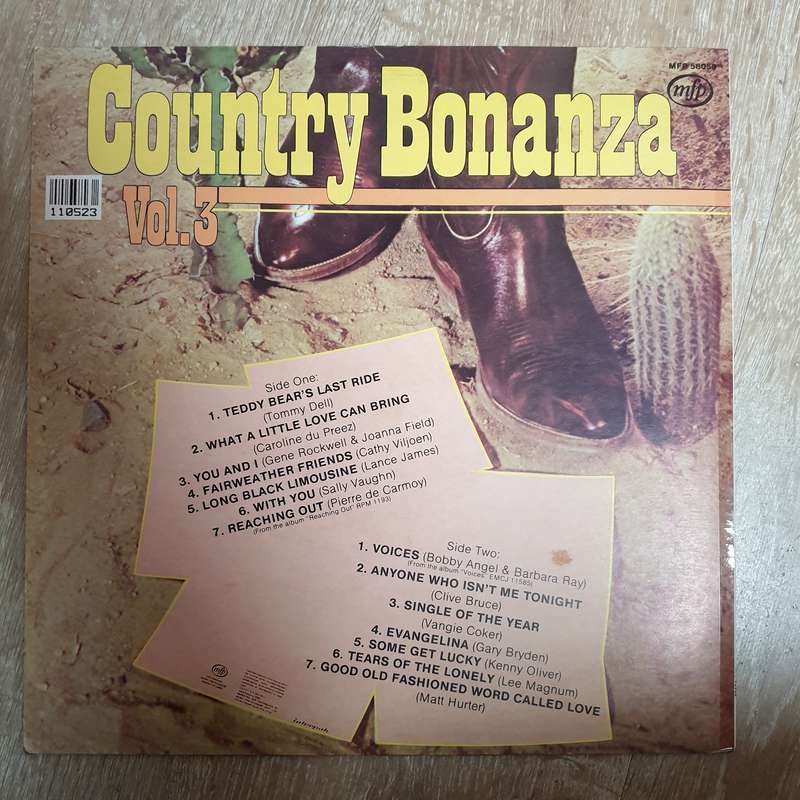 MFP 58050
mfp
Country Bonanza
Vol.3
110523
Side One:
1. TEDDY BEAR'S LAST RIDE
(Tommy Dell)
2. WHAT A LITTLE LOVE CAN BRING
(Caroline du Preez)
3. YOU AND I (Gene Rockwell & Joanna Field)
4. FAIRWEATHER FRIENDS (Cathy Viljoen)
5. LONG BLACK LIMOUSINE (Lance James)
6. WITH YOU (Sally Vaughn)
7. REACHING OUT (Pierre de Carmoy)
(From the album "Reaching Out" RPM 1193)
Side Two:
1. VOICES (Bobby Angel & Barbara Ray)
(From the album "Voices" EMCJ 11585)
2. ANYONE WHO ISN'T ME TONIGHT
(Clive Bruce)
3. SINGLE OF THE YEAR
(Vangie Coker)
4. EVANGELINA (Gary Bryden)
5. SOME GET LUCKY (Kenny Oliver)
6. TEARS OF THE LONELY (Lee Magnum)
7. GOOD OLD FASHIONED WORD CALLED LOVE
(Matt Hurter)
mfp
interpak